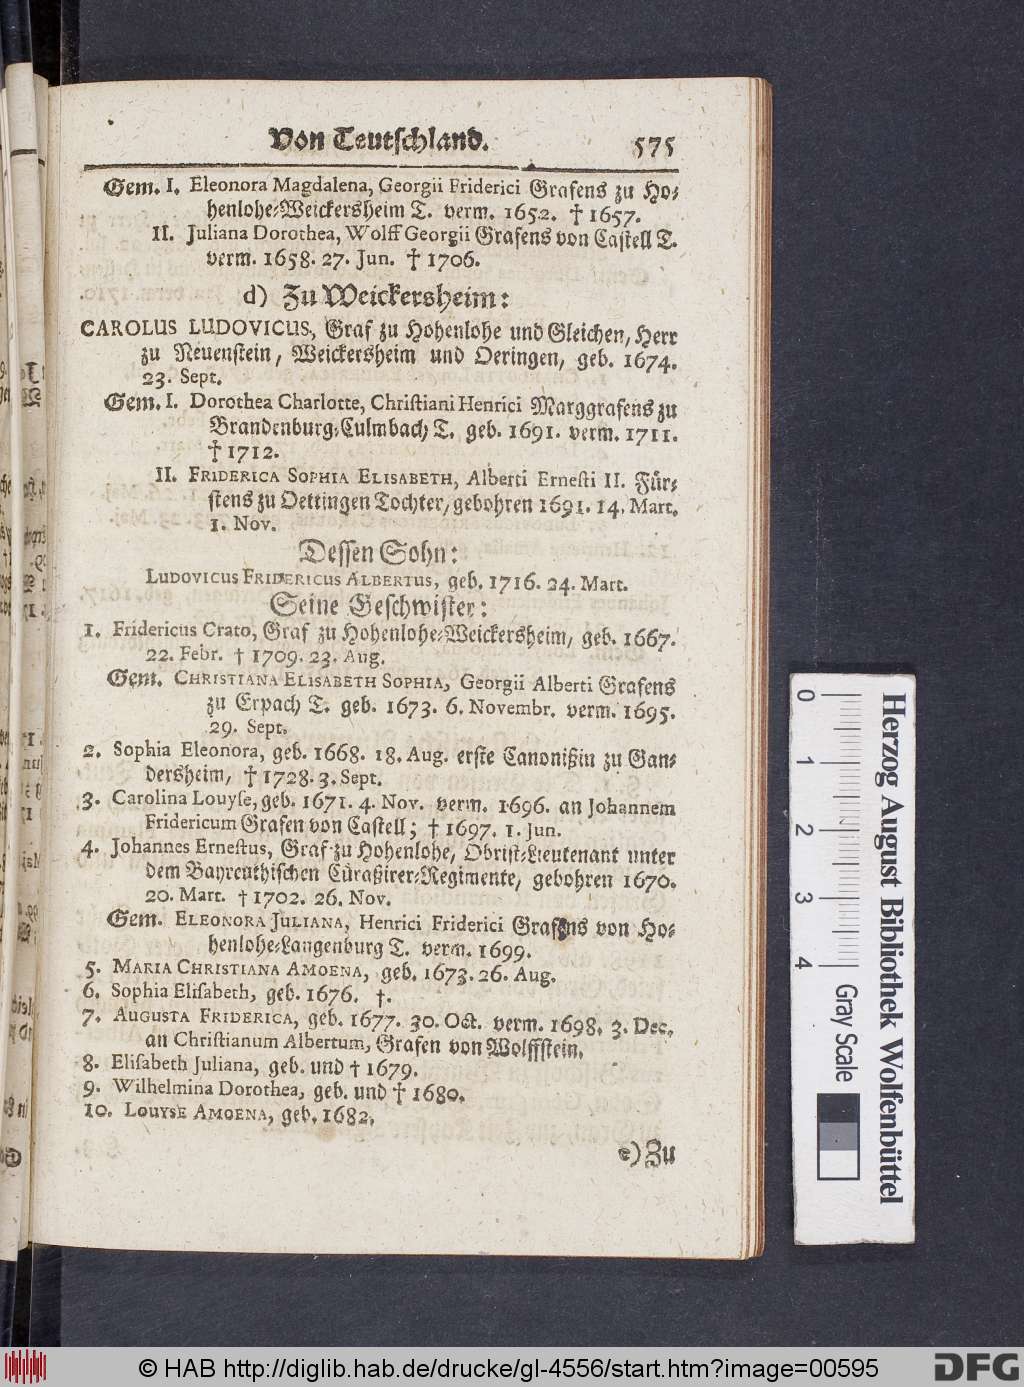 Von Teutschland. 575
Gem. I. Eleonora Magdalena, Georgii Friderici Grafens zu Ho-
henlohe-Weickersheim T. verm. 1652. † 1657.
II. Juliana Dorothea, Wolff Georgii Grafens von Castell T.
verm. 1658. 27. Jun. † 1706.
d) Zu Weickersheim:
CAROLUS LUDOVICUS, Graf zu Hohenlohe und Gleichen, Herr
zu Neuenstein, Weickersheim und Oeringen, geb. 1674.
23. Sept.
Gem. I. Dorothea Charlotte, Christiani Henrici Marggrafens zu
Brandenburg-Culmbach T. geb. 1691. verm. 1711.
† 1712.
II. FRIDERICA SOPHIA ELISABETH, Alberti Ernesti II. Für-
stens zu Oettingen Tochter, gebohren 1691. 14. Mart.
1. Nov.
Dessen Sohn:
LUDOVICUS FRIDERICUS ALBERTUS, geb. 1716. 24. Mart.
Seine Geschwister:
1. Fridericus Crato, Graf zu Hohenlohe-Weickersheim, geb. 1667.
22. Febr. † 1709. 23. Aug.
Gem. CHRISTIANA ELISABETH SOPHIA, Georgii Alberti Grafens
zu Erpach T. geb. 1673. 6. Novembr. verm. 1695.
29. Sept.
2. Sophia Eleonora, geb. 1668. 18. Aug. erste Canonißin zu Gan-
dersheim, † 1728. 3. Sept.
3. Carolina Louyse, geb. 1671. 4. Nov. verm. 1696. an Johannem
Fridericum Grafen von Castell; † 1697. 1. Jun.
4. Johannes Ernestus, Graf zu Hohenlohe, Obrist-Lieutenant unter
dem Bayreuthischen Cüraßirer-Regimente, gebohren 1670.
20. Mart. † 1702. 26. Nov.
Gem. ELEONORA JULIANA, Henrici Friderici Grafens von Ho-
henlohe-Langenburg T. verm. 1699.
5. MARIA CHRISTIANA AMOENA, geb. 1673. 26. Aug.
6. Sophia Elisabeth, geb. 1676. †.
7. AUGUSTA FRIDERICA, geb. 1677. 30. Oct. verm. 1698. 3. Dec.
an Christianum Albertum, Grafen von Wolffstein.
8. Elisabeth Juliana, geb. und † 1679.
9. Wilhelmina Dorothea, geb. und † 1680.
10. LOUYSE AMOENA, geb. 1682.
e) Zu
0 1 2 3 4
Gray Scale
Herzog August Bibliothek Wolfenbüttel
© HAB http://diglib.hab.de/drucke/gl-4556/start.htm?image=00595
DFG